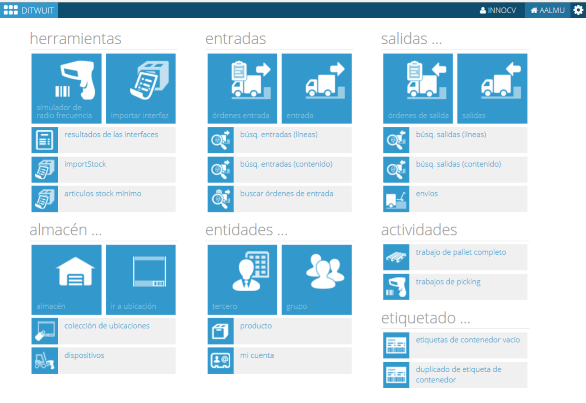 DITWUIT
INNOCV
AALMU
herramientas
simulador de
radio frecuencia
importar interfaz
resultados de las interfaces
importStock
artículos stock mínimo
entradas
órdenes entrada
entrada
búsq. entradas (líneas)
búsq. entradas (contenido)
buscar órdenes de entrada
salidas ...
órdenes de salida
salidas
búsq. salidas (líneas)
búsq. salidas (contenido)
envíos
almacén ...
almacén
ir a ubicación
colección de ubicaciones
dispositivos
entidades ...
tercero
grupo
producto
mi cuenta
actividades
trabajo de pallet completo
trabajos de picking
etiquetado ...
etiquetas de contenedor vacío
duplicado de etiqueta de
contenedor